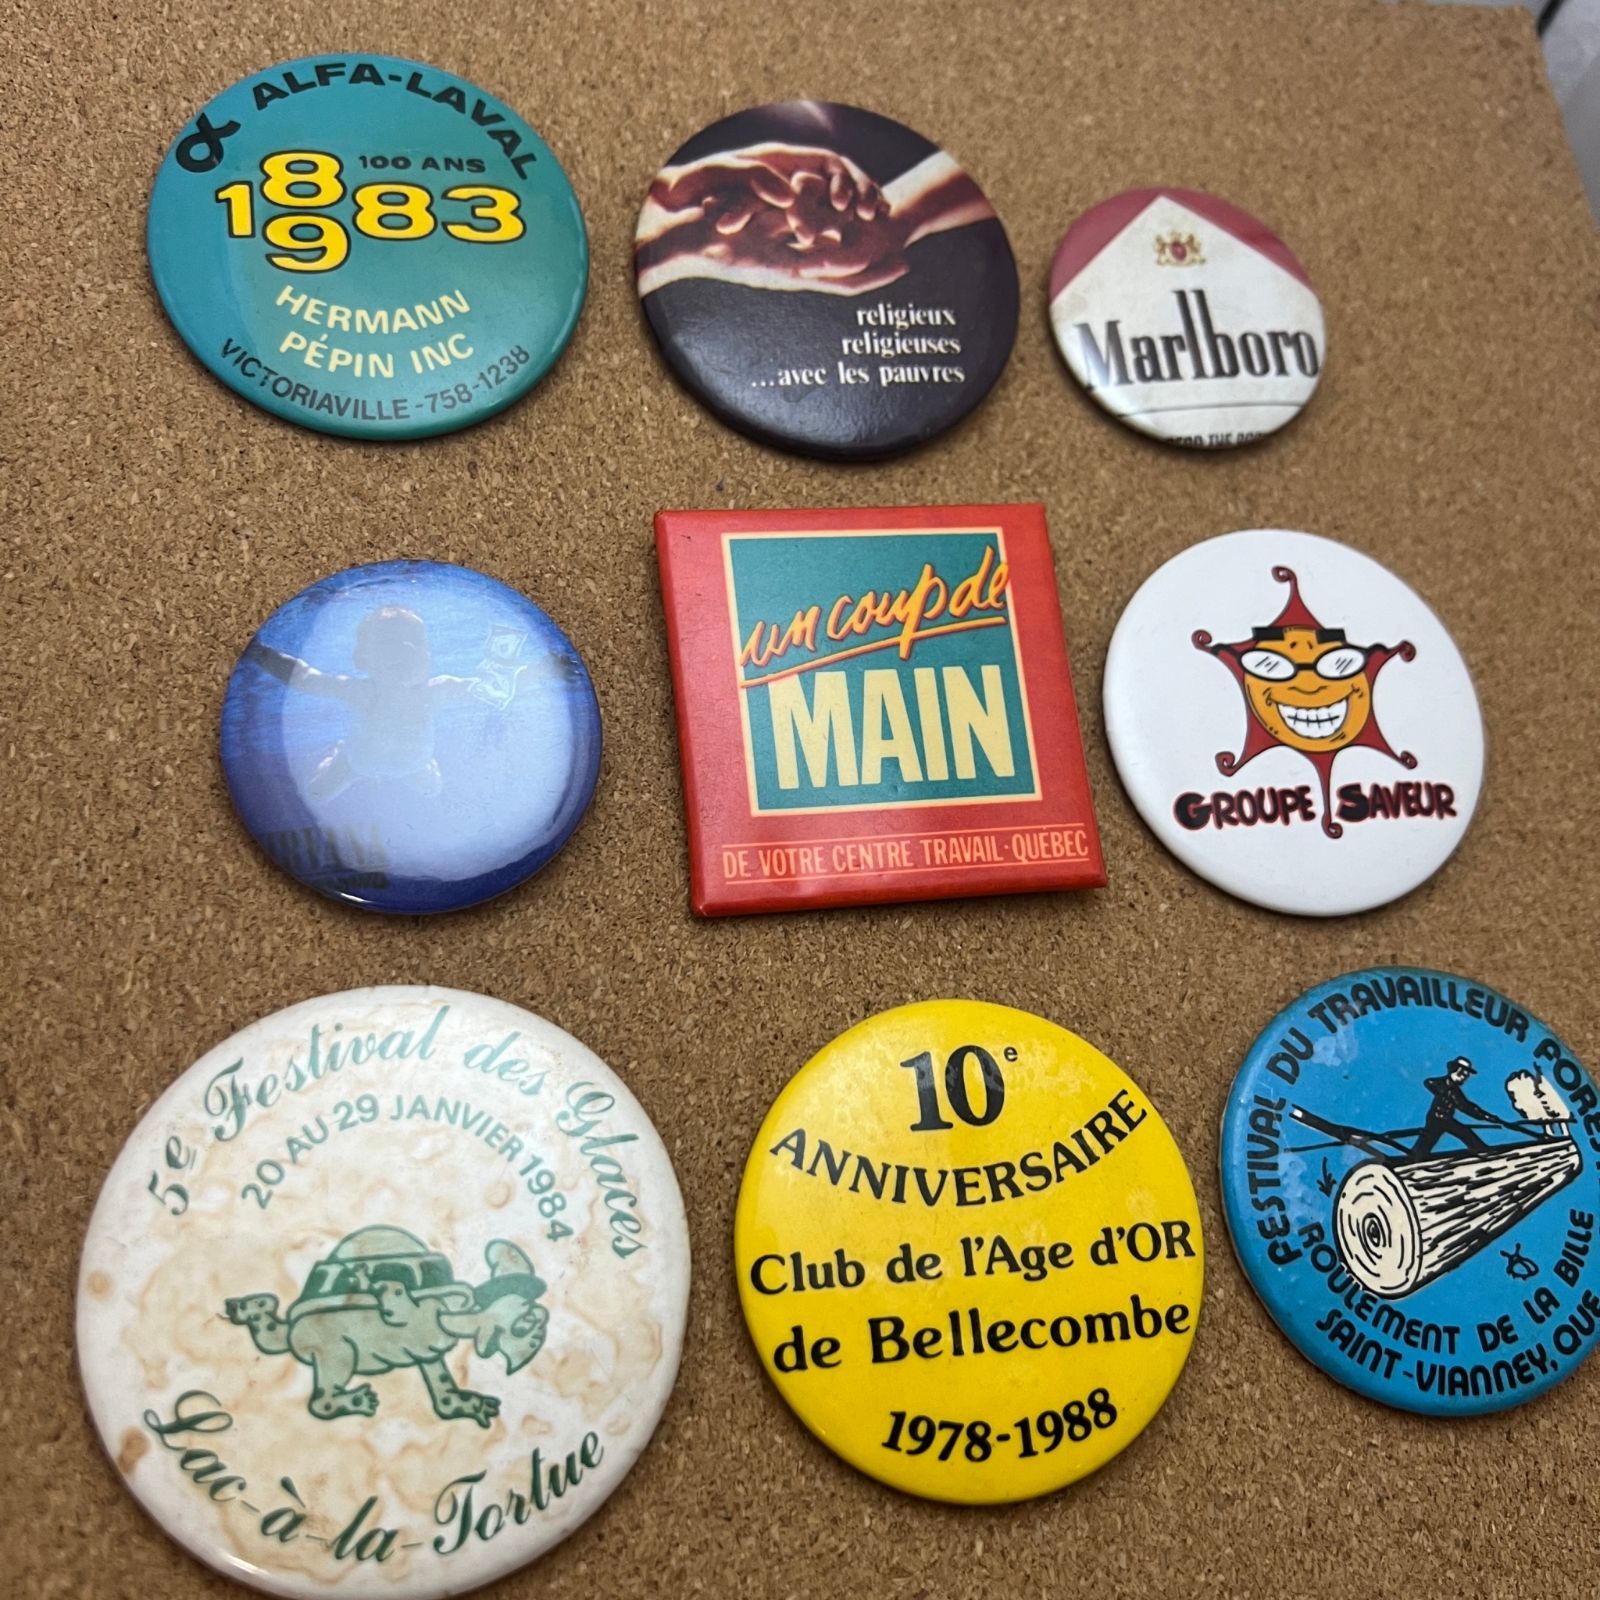 ALFA-LAVAL
100 ANS
1883
1983
HERMANN
PÉPIN INC
VICTORIAVILLE-758-1238
religieux
religieuses
...avec les pauvres
Marlboro
un coup de
MAIN
DE VOTRE CENTRE TRAVAIL·QUÉBEC
GROUPE SAVEUR
5e Festival des Glaces
20 AU 29 JANVIER 1984
Lac-à-la-Tortue
10e
ANNIVERSAIRE
Club de l'Age d'OR
de Bellecombe
1978-1988
FESTIVAL DU TRAVAILLEUR FORES
ROULEMENT DE LA BILLE
SAINT-VIANNEY, QUE